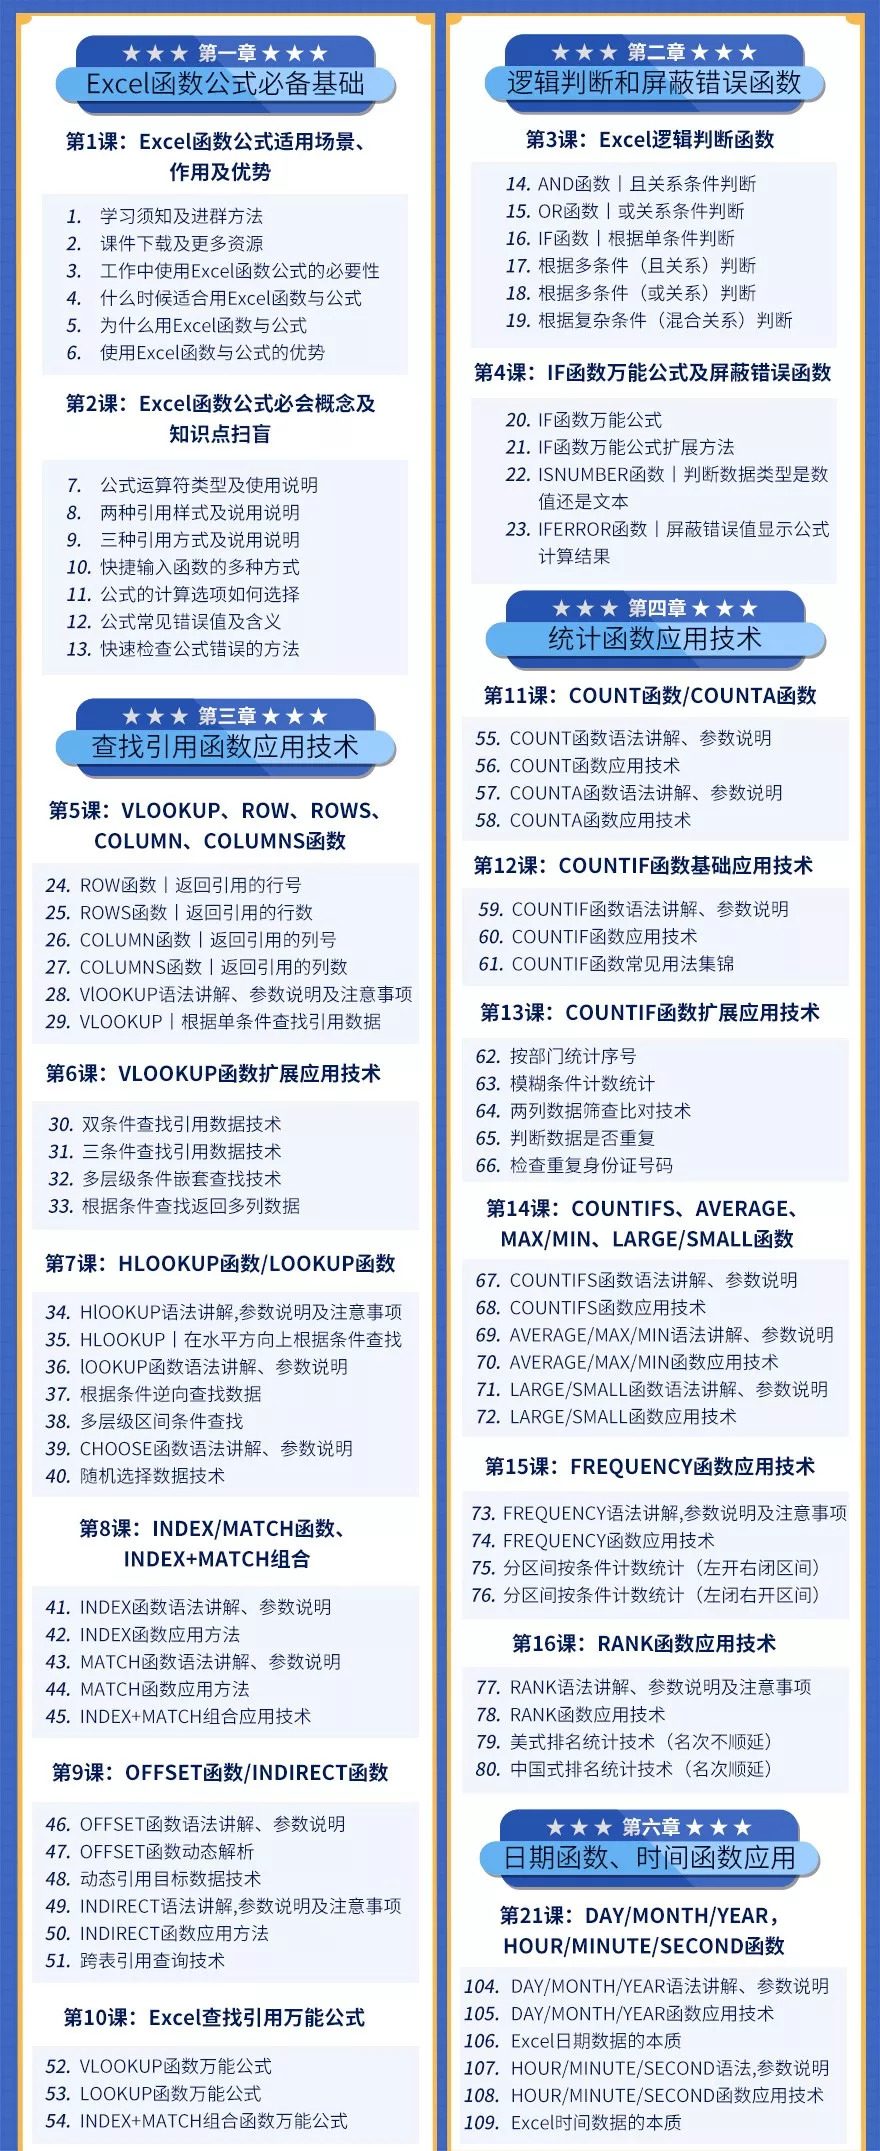 ★ ★ ★ 第一章 ★ ★ ★
Excel函数公式必备基础
第1课：Excel函数公式适用场景、
作用及优势
1. 学习须知及进群方法
2. 课件下载及更多资源
3. 工作中使用Excel函数公式的必要性
4. 什么时候适合用Excel函数与公式
5. 为什么用Excel函数与公式
6. 使用Excel函数与公式的优势
第2课：Excel函数公式必会概念及
知识点扫盲
7. 公式运算符类型及使用说明
8. 两种引用样式及说用说明
9. 三种引用方式及说用说明
10. 快捷输入函数的多种方式
11. 公式的计算选项如何选择
12. 公式常见错误值及含义
13. 快速检查公式错误的方法
★ ★ ★ 第三章 ★ ★ ★
查找引用函数应用技术
第5课：VLOOKUP、ROW、ROWS、
COLUMN、COLUMNS函数
24. ROW函数丨返回引用的行号
25. ROWS函数丨返回引用的行数
26. COLUMN函数丨返回引用的列号
27. COLUMNS函数丨返回引用的列数
28. VlOOKUP语法讲解、参数说明及注意事项
29. VLOOKUP丨根据单条件查找引用数据
第6课：VLOOKUP函数扩展应用技术
30. 双条件查找引用数据技术
31. 三条件查找引用数据技术
32. 多层级条件嵌套查找技术
33. 根据条件查找返回多列数据
第7课：HLOOKUP函数/LOOKUP函数
34. HlOOKUP语法讲解,参数说明及注意事项
35. HLOOKUP丨在水平方向上根据条件查找
36. lOOKUP函数语法讲解、参数说明
37. 根据条件逆向查找数据
38. 多层级区间条件查找
39. CHOOSE函数语法讲解、参数说明
40. 随机选择数据技术
第8课：INDEX/MATCH函数、
INDEX+MATCH组合
41. INDEX函数语法讲解、参数说明
42. INDEX函数应用方法
43. MATCH函数语法讲解、参数说明
44. MATCH函数应用方法
45. INDEX+MATCH组合应用技术
第9课：OFFSET函数/INDIRECT函数
46. OFFSET函数语法讲解、参数说明
47. OFFSET函数动态解析
48. 动态引用目标数据技术
49. INDIRECT语法讲解,参数说明及注意事项
50. INDIRECT函数应用方法
51. 跨表引用查询技术
第10课：Excel查找引用万能公式
52. VLOOKUP函数万能公式
53. LOOKUP函数万能公式
54. INDEX+MATCH组合函数万能公式
★ ★ ★ 第二章 ★ ★ ★
逻辑判断和屏蔽错误函数
第3课：Excel逻辑判断函数
14. AND函数丨且关系条件判断
15. OR函数丨或关系条件判断
16. IF函数丨根据单条件判断
17. 根据多条件（且关系）判断
18. 根据多条件（或关系）判断
19. 根据复杂条件（混合关系）判断
第4课：IF函数万能公式及屏蔽错误函数
20. IF函数万能公式
21. IF函数万能公式扩展方法
22. ISNUMBER函数丨判断数据类型是数
值还是文本
23. IFERROR函数丨屏蔽错误值显示公式
计算结果
★ ★ ★ 第四章 ★ ★ ★
统计函数应用技术
第11课：COUNT函数/COUNTA函数
55. COUNT函数语法讲解、参数说明
56. COUNT函数应用技术
57. COUNTA函数语法讲解、参数说明
58. COUNTA函数应用技术
第12课：COUNTIF函数基础应用技术
59. COUNTIF函数语法讲解、参数说明
60. COUNTIF函数应用技术
61. COUNTIF函数常见用法集锦
第13课：COUNTIF函数扩展应用技术
62. 按部门统计序号
63. 模糊条件计数统计
64. 两列数据筛查比对技术
65. 判断数据是否重复
66. 检查重复身份证号码
第14课：COUNTIFS、AVERAGE、
MAX/MIN、LARGE/SMALL函数
67. COUNTIFS函数语法讲解、参数说明
68. COUNTIFS函数应用技术
69. AVERAGE/MAX/MIN语法讲解、参数说明
70. AVERAGE/MAX/MIN函数应用技术
71. LARGE/SMALL函数语法讲解、参数说明
72. LARGE/SMALL函数应用技术
第15课：FREQUENCY函数应用技术
73. FREQUENCY语法讲解,参数说明及注意事项
74. FREQUENCY函数应用技术
75. 分区间按条件计数统计（左开右闭区间）
76. 分区间按条件计数统计（左闭右开区间）
第16课：RANK函数应用技术
77. RANK语法讲解、参数说明及注意事项
78. RANK函数应用技术
79. 美式排名统计技术（名次不顺延）
80. 中国式排名统计技术（名次顺延）
★ ★ ★ 第六章 ★ ★ ★
日期函数、时间函数应用
第21课：DAY/MONTH/YEAR，
HOUR/MINUTE/SECOND函数
104. DAY/MONTH/YEAR语法讲解、参数说明
105. DAY/MONTH/YEAR函数应用技术
106. Excel日期数据的本质
107. HOUR/MINUTE/SECOND语法,参数说明
108. HOUR/MINUTE/SECOND函数应用技术
109. Excel时间数据的本质